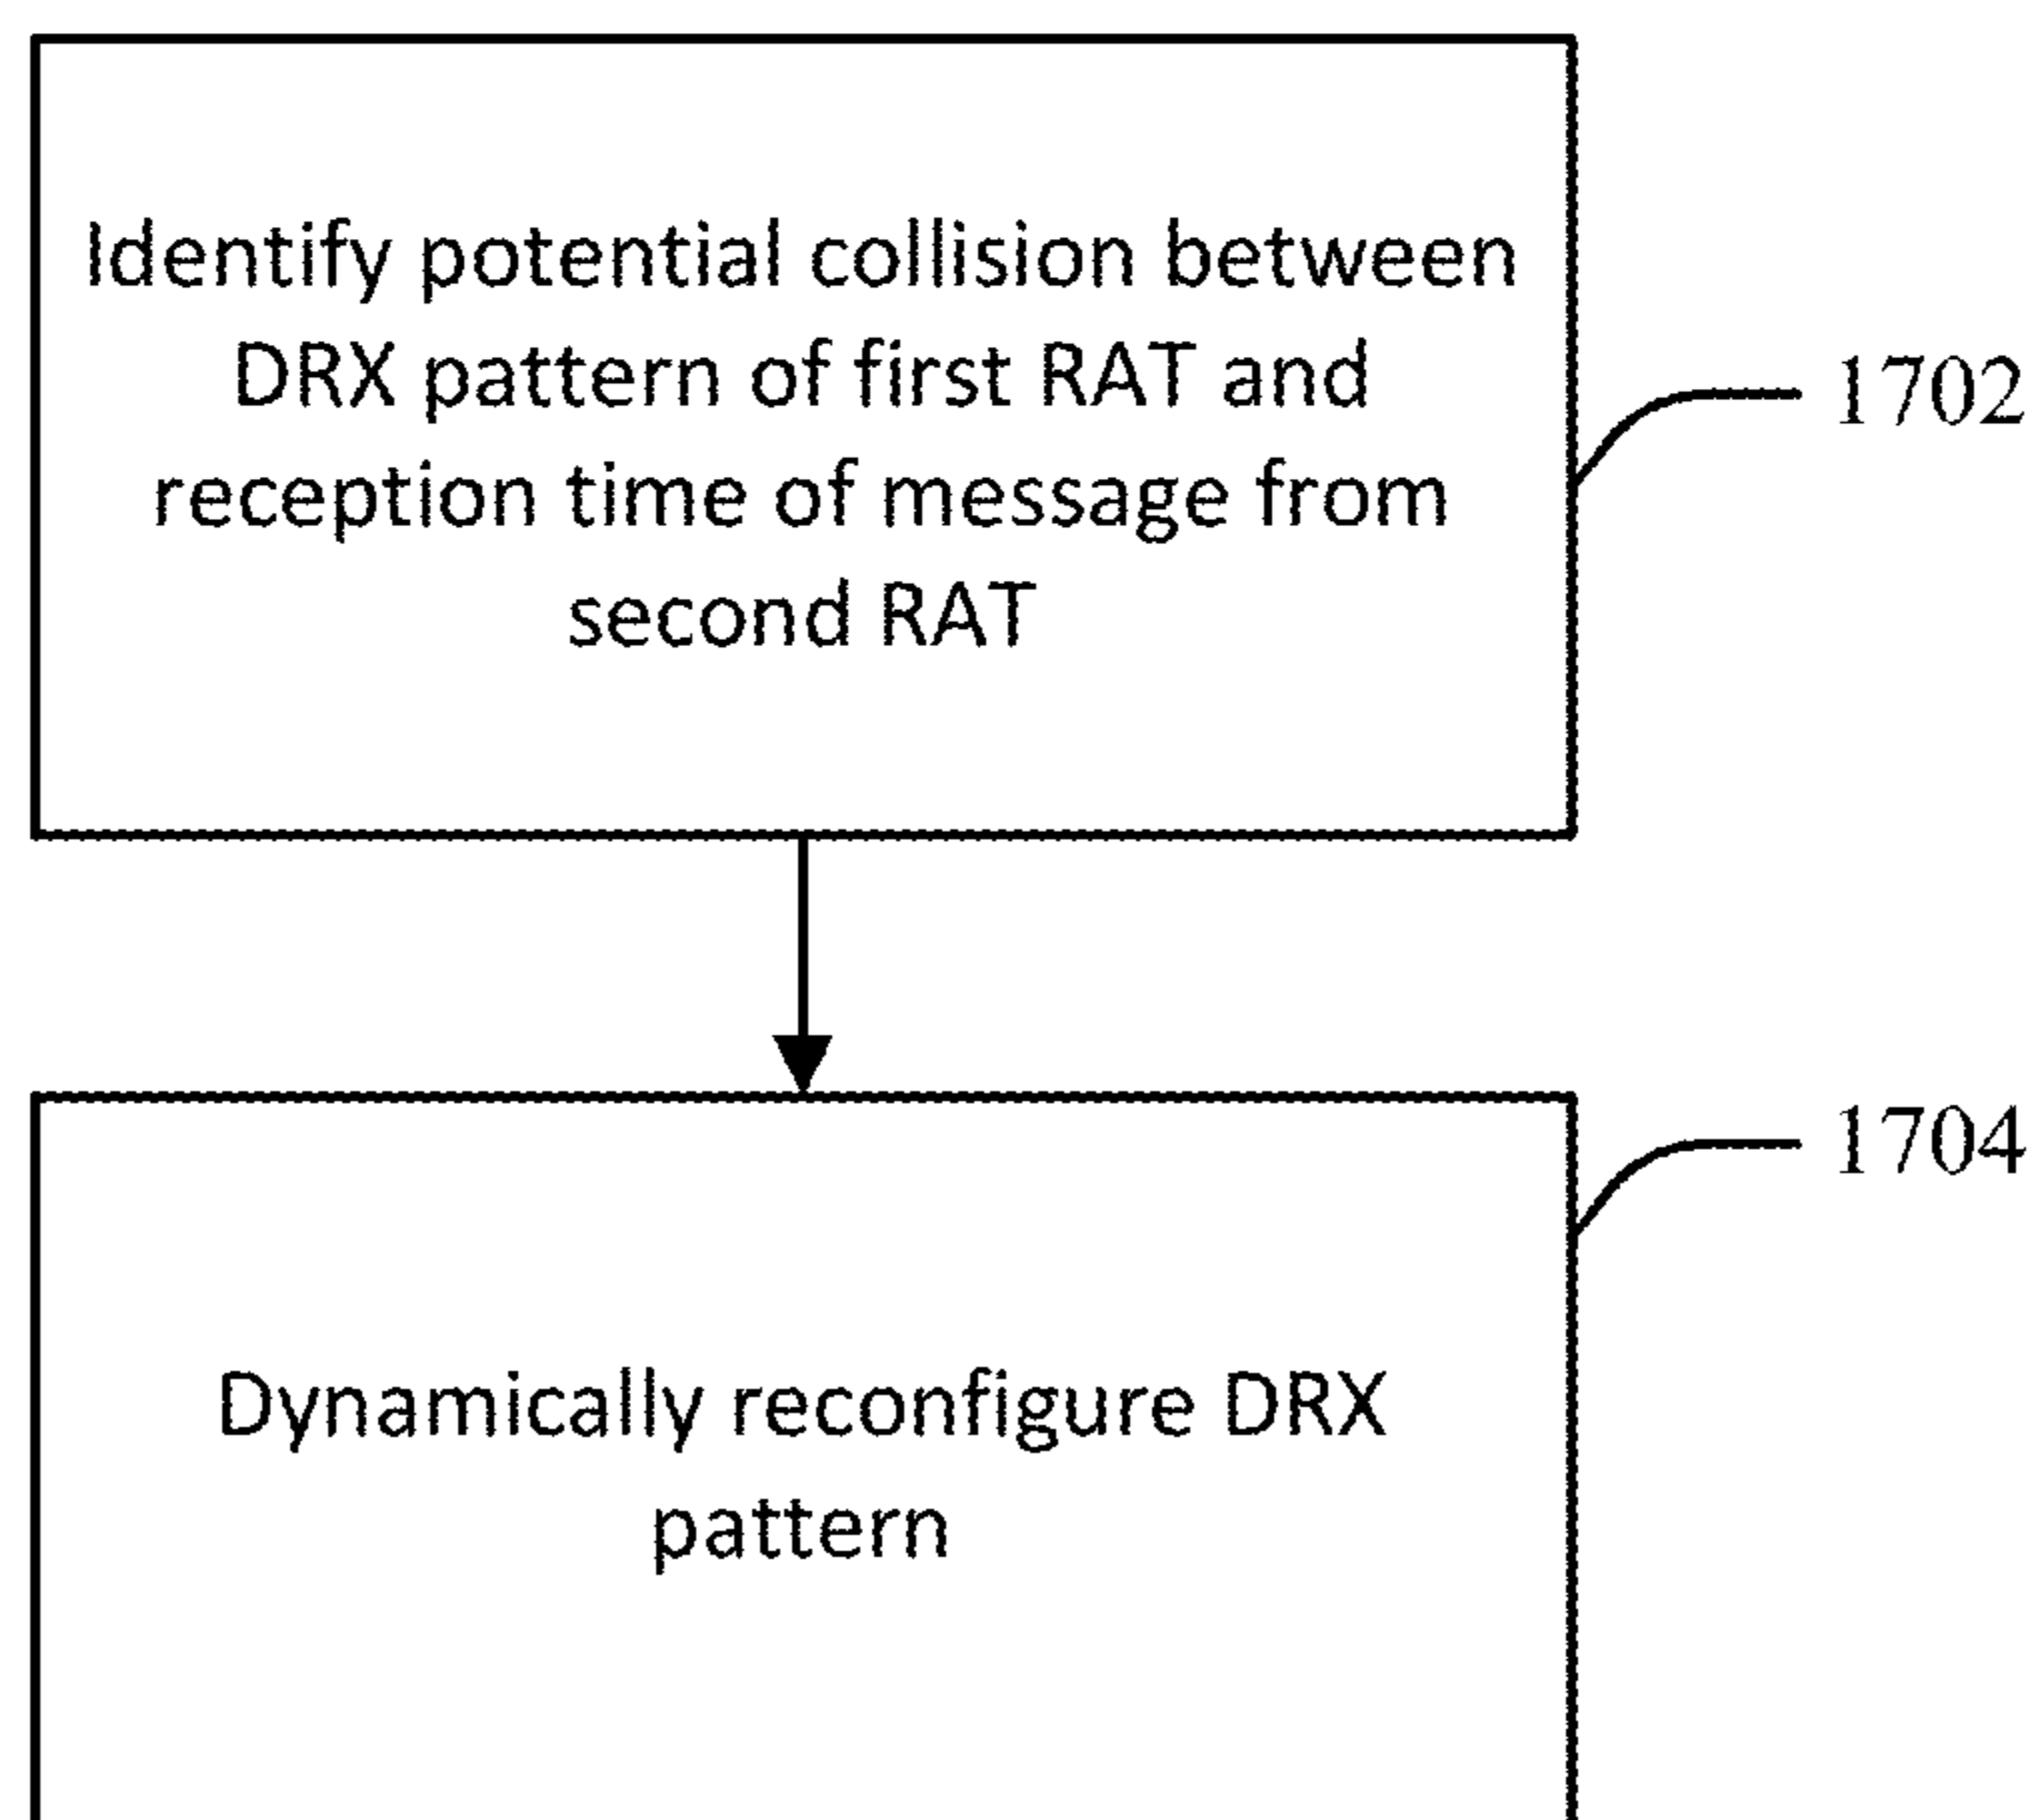 Identify potential collision between
DRX pattern of first RAT and
reception time of message from
second RAT
1702
1704
Dynamically reconfigure DRX
pattern